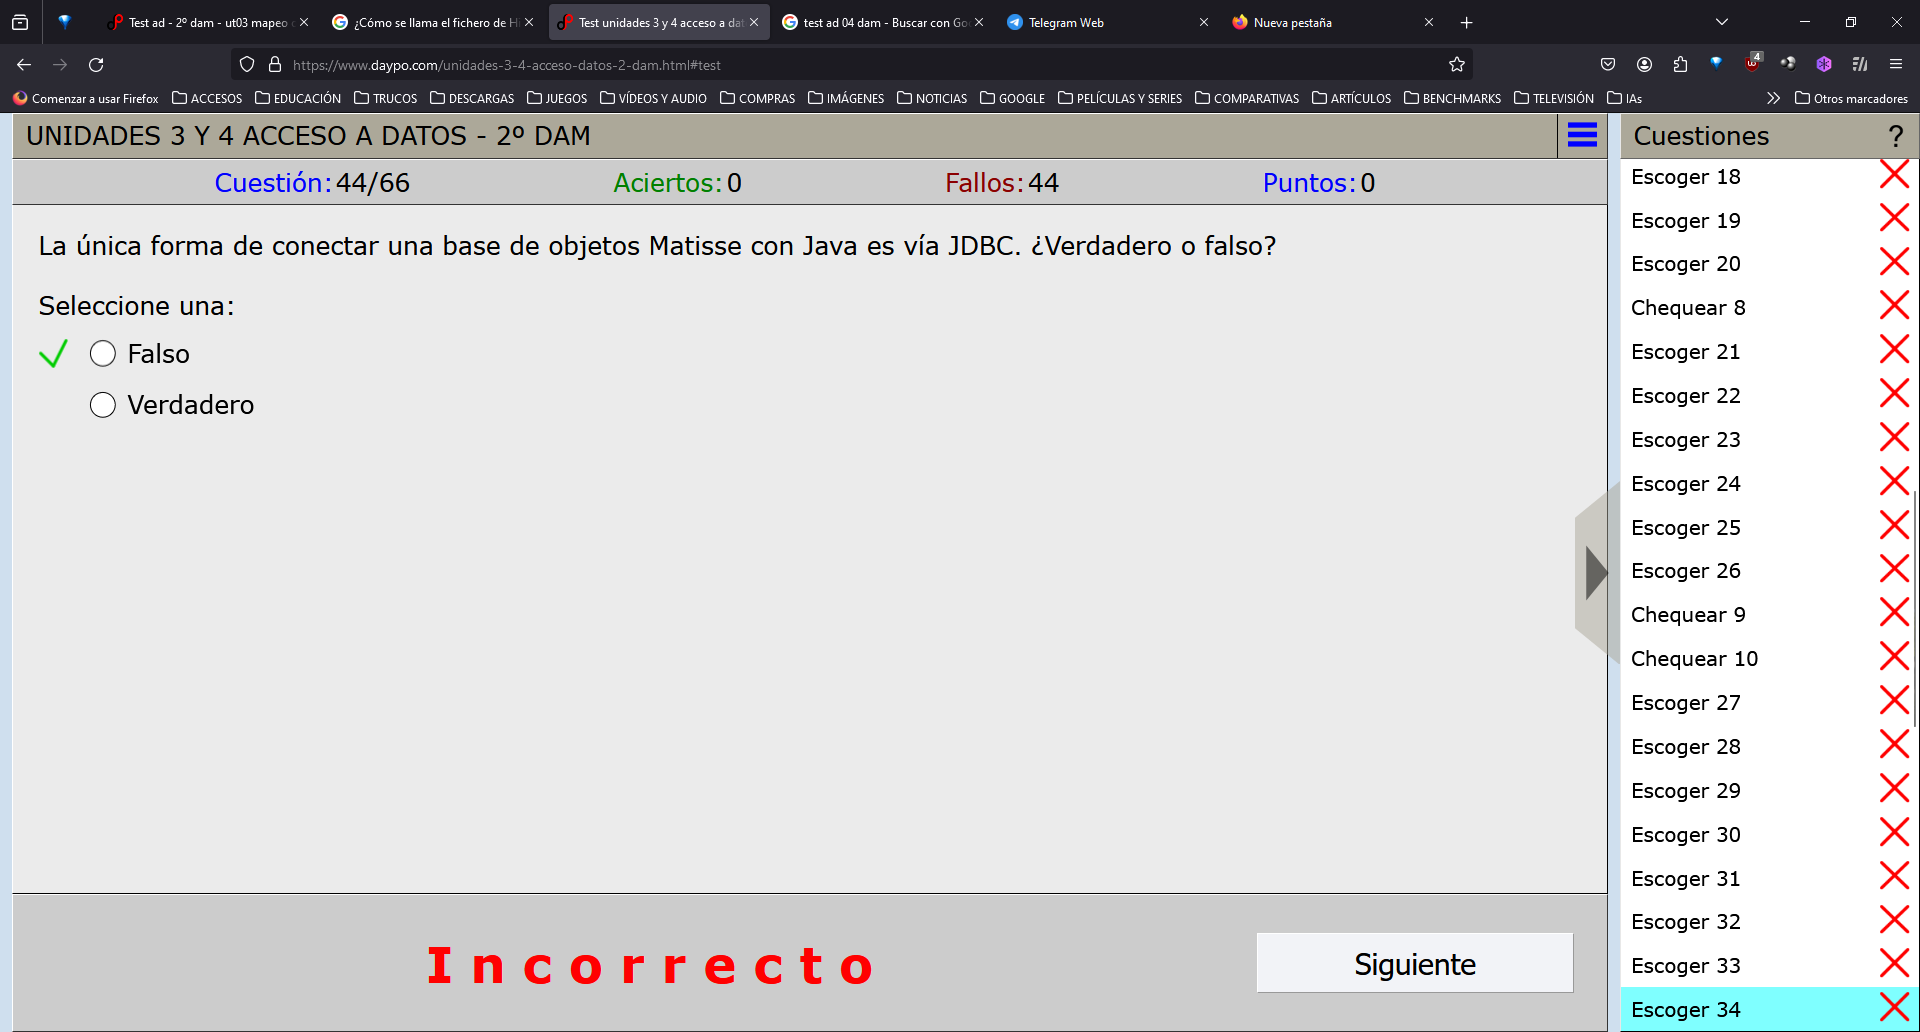 Test ad - 2º dam - ut03 mapeo
¿Cómo se llama el fichero de Hi
Test unidades 3 y 4 acceso a dat
test ad 04 dam - Buscar con Go
Telegram Web
Nueva pestaña
https://www.daypo.com/unidades-3-4-acceso-datos-2-dam.html#test
4
Comenzar a usar Firefox
ACCESOS
EDUCACIÓN
TRUCOS
DESCARGAS
JUEGOS
VÍDEOS Y AUDIO
COMPRAS
IMÁGENES
NOTICIAS
GOOGLE
PELÍCULAS Y SERIES
COMPARATIVAS
ARTÍCULOS
BENCHMARKS
TELEVISIÓN
IAs
Otros marcadores
UNIDADES 3 Y 4 ACCESO A DATOS - 2º DAM
Cuestión: 44/66
Aciertos: 0
Fallos: 44
Puntos: 0
La única forma de conectar una base de objetos Matisse con Java es vía JDBC. ¿Verdadero o falso?
Seleccione una:
Falso
Verdadero
Incorrecto
Siguiente
Cuestiones ?
Escoger 18
Escoger 19
Escoger 20
Chequear 8
Escoger 21
Escoger 22
Escoger 23
Escoger 24
Escoger 25
Escoger 26
Chequear 9
Chequear 10
Escoger 27
Escoger 28
Escoger 29
Escoger 30
Escoger 31
Escoger 32
Escoger 33
Escoger 34